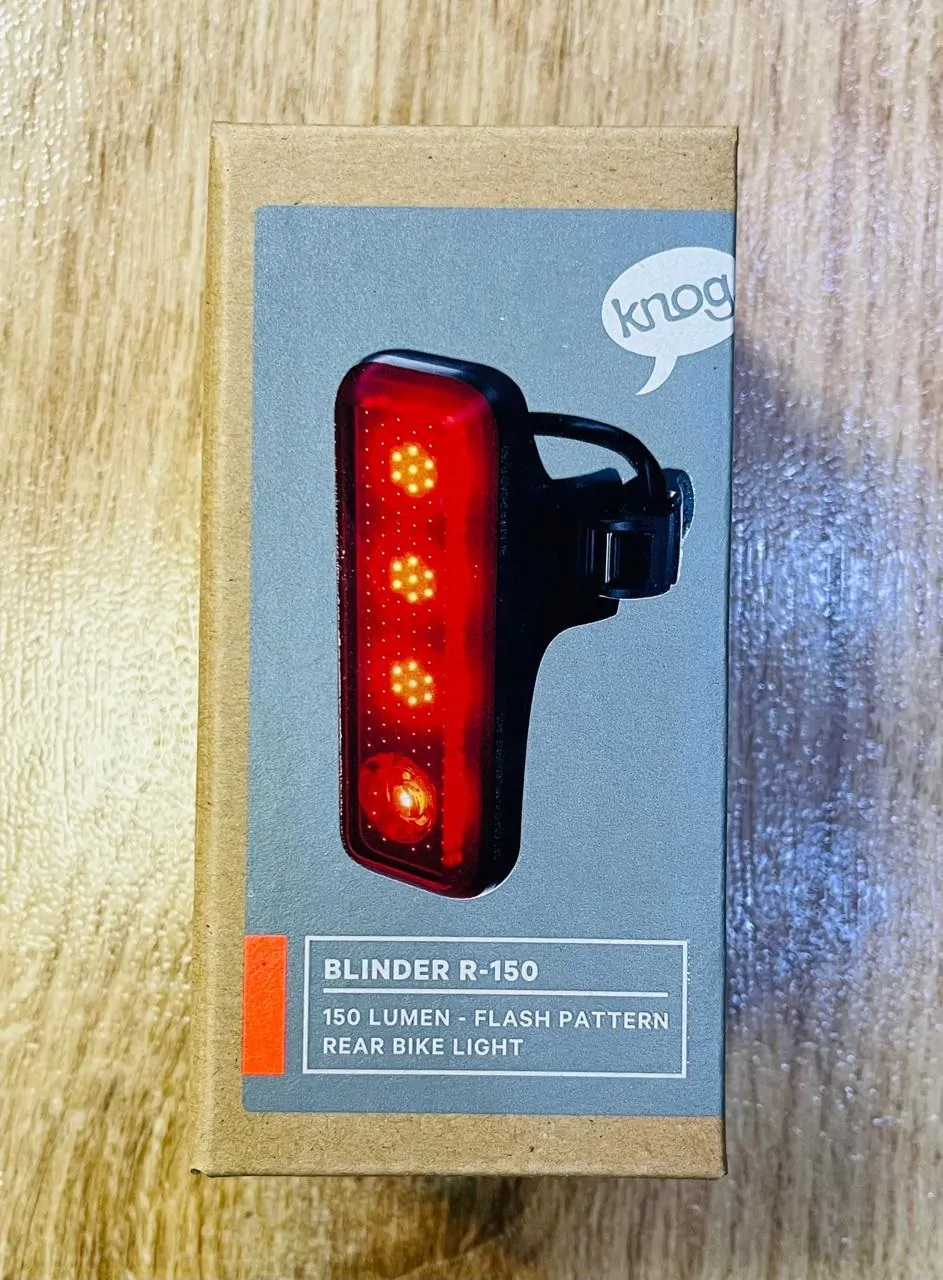 knog
BLINDER R-150
150 LUMEN - FLASH PATTERN
REAR BIKE LIGHT